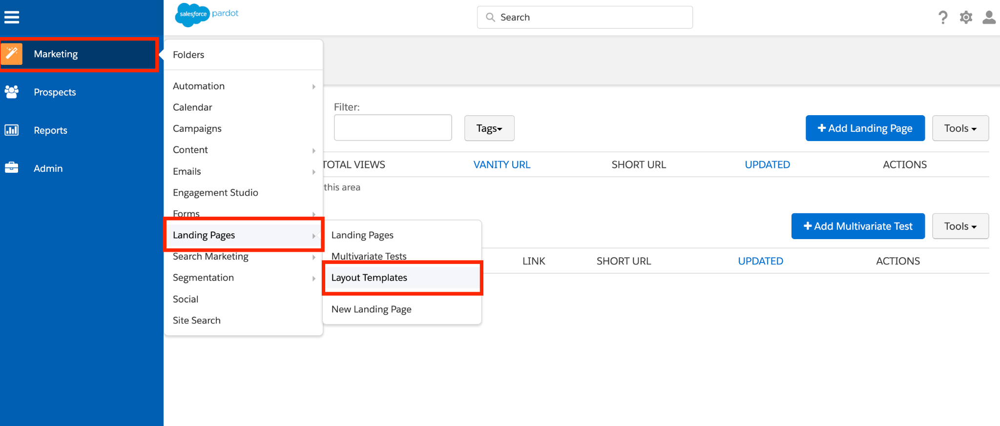 salesforce pardot
Search
?
Marketing
Prospects
Reports
Admin
Folders
Automation
Calendar
Campaigns
Content
Emails
Engagement Studio
Forms
Landing Pages
Search Marketing
Segmentation
Social
Site Search
Landing Pages
Multivariate Tests
Layout Templates
New Landing Page
Filter:
Tags
+ Add Landing Page
Tools
TOTAL VIEWS VANITY URL SHORT URL UPDATED ACTIONS
this area
+ Add Multivariate Test
Tools
LINK SHORT URL UPDATED ACTIONS